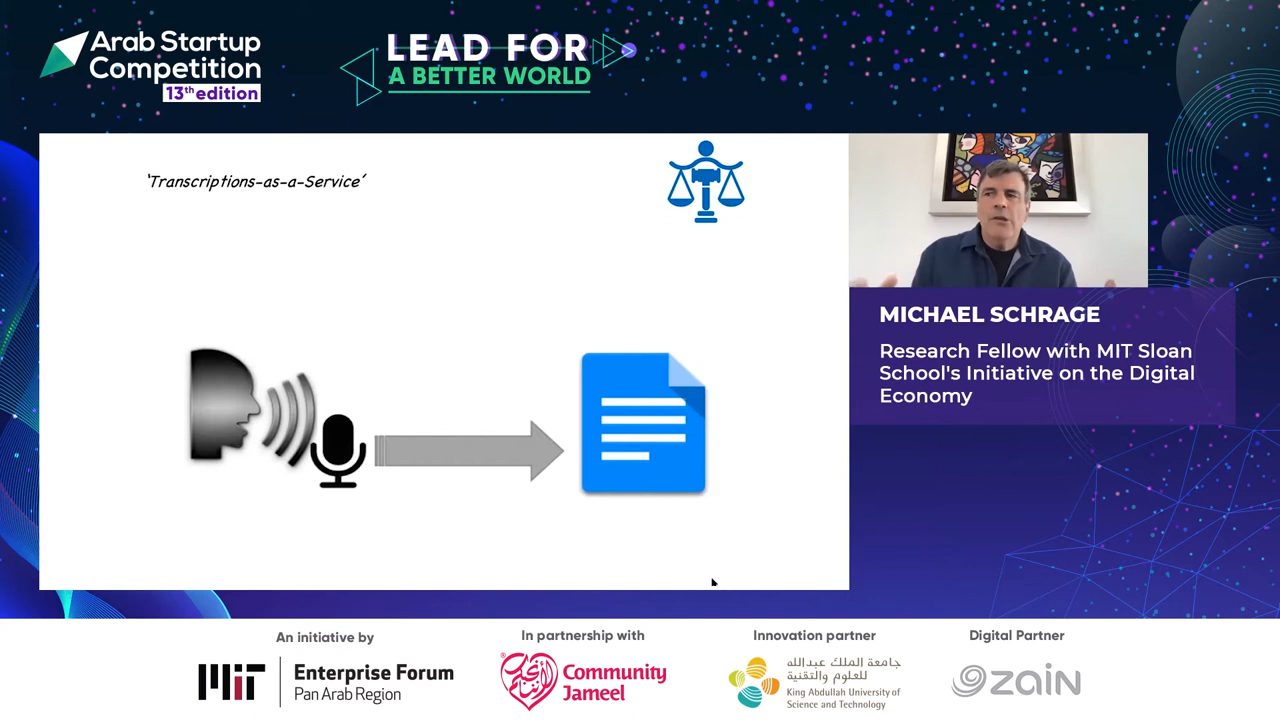 Arab Startup
Competition
13th edition
LEAD FOR
A BETTER WORLD
'Transcriptions-as-a-Service'
MICHAEL SCHRAGE
Research Fellow with MIT Sloan
School's Initiative on the Digital
Economy
An initiative by
MIT
Enterprise Forum
Pan Arab Region
In partnership with
Community
Jameel
Innovation partner
جامعة الملك عبدالله
للعلوم والتقنية
King Abdullah University of
Science and Technology
Digital Partner
zain